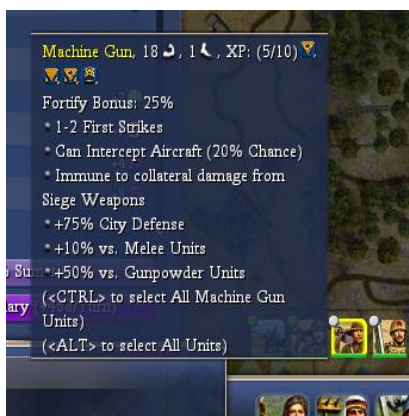 Machine Gun, 18, 1, XP: (5/10)
Fortify Bonus: 25%
1-2 First Strikes
Can Intercept Aircraft (20% Chance)
Immune to collateral damage from
Siege Weapons
+75% City Defense
+10% vs. Melee Units
+50% vs. Gunpowder Units
(<CTRL> to select All Machine Gun
Units)
(<ALT> to select All Units)